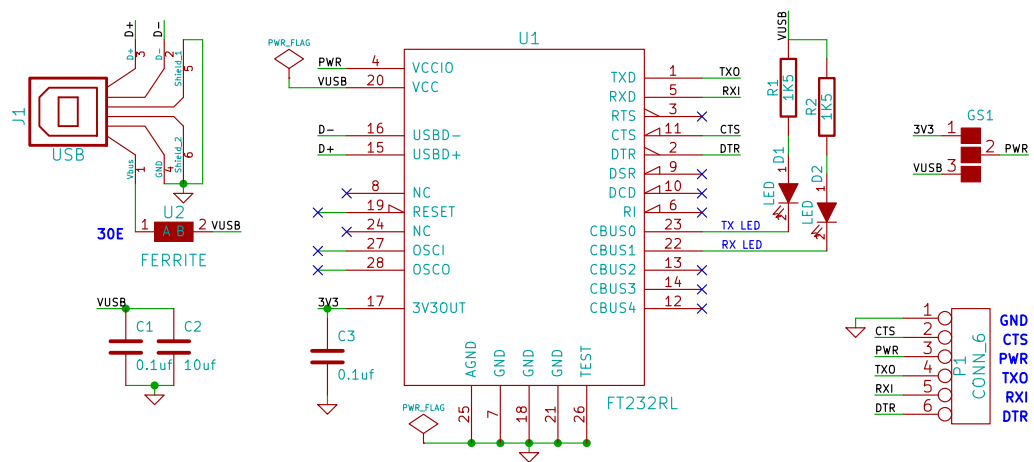 D+
D-
D+
3
D-
2
Shield_1
5
J1
USB
Vbus
1
GND
4
Shield_2
6
U2
1
A B
2
VUSB
30E
FERRITE
VUSB
C1
0.1uf
C2
10uf
PWR_FLAG
U1
PWR
4
VCCIO
VUSB
20
VCC
D-
16
USBD-
D+
15
USBD+
8
NC
19
RESET
24
NC
27
OSCI
28
OSCO
3V3
17
3V3OUT
C3
0.1uf
TXD
1
TXO
RXD
5
RXI
RTS
3
CTS
11
CTS
DTR
2
DTR
DSR
9
DCD
10
RI
6
CBUS0
23
TX LED
CBUS1
22
RX LED
CBUS2
13
CBUS3
14
CBUS4
12
AGND
GND
GND
GND
TEST
25
7
18
21
26
FT232RL
PWR_FLAG
VUSB
R1
1K5
R2
1K5
D1
1
LED
2
D2
1
LED
2
GS1
3V3
1
2
PWR
VUSB
3
P1
CONN_6
1
GND
CTS
2
CTS
PWR
3
PWR
TXO
4
TXO
RXI
5
RXI
DTR
6
DTR